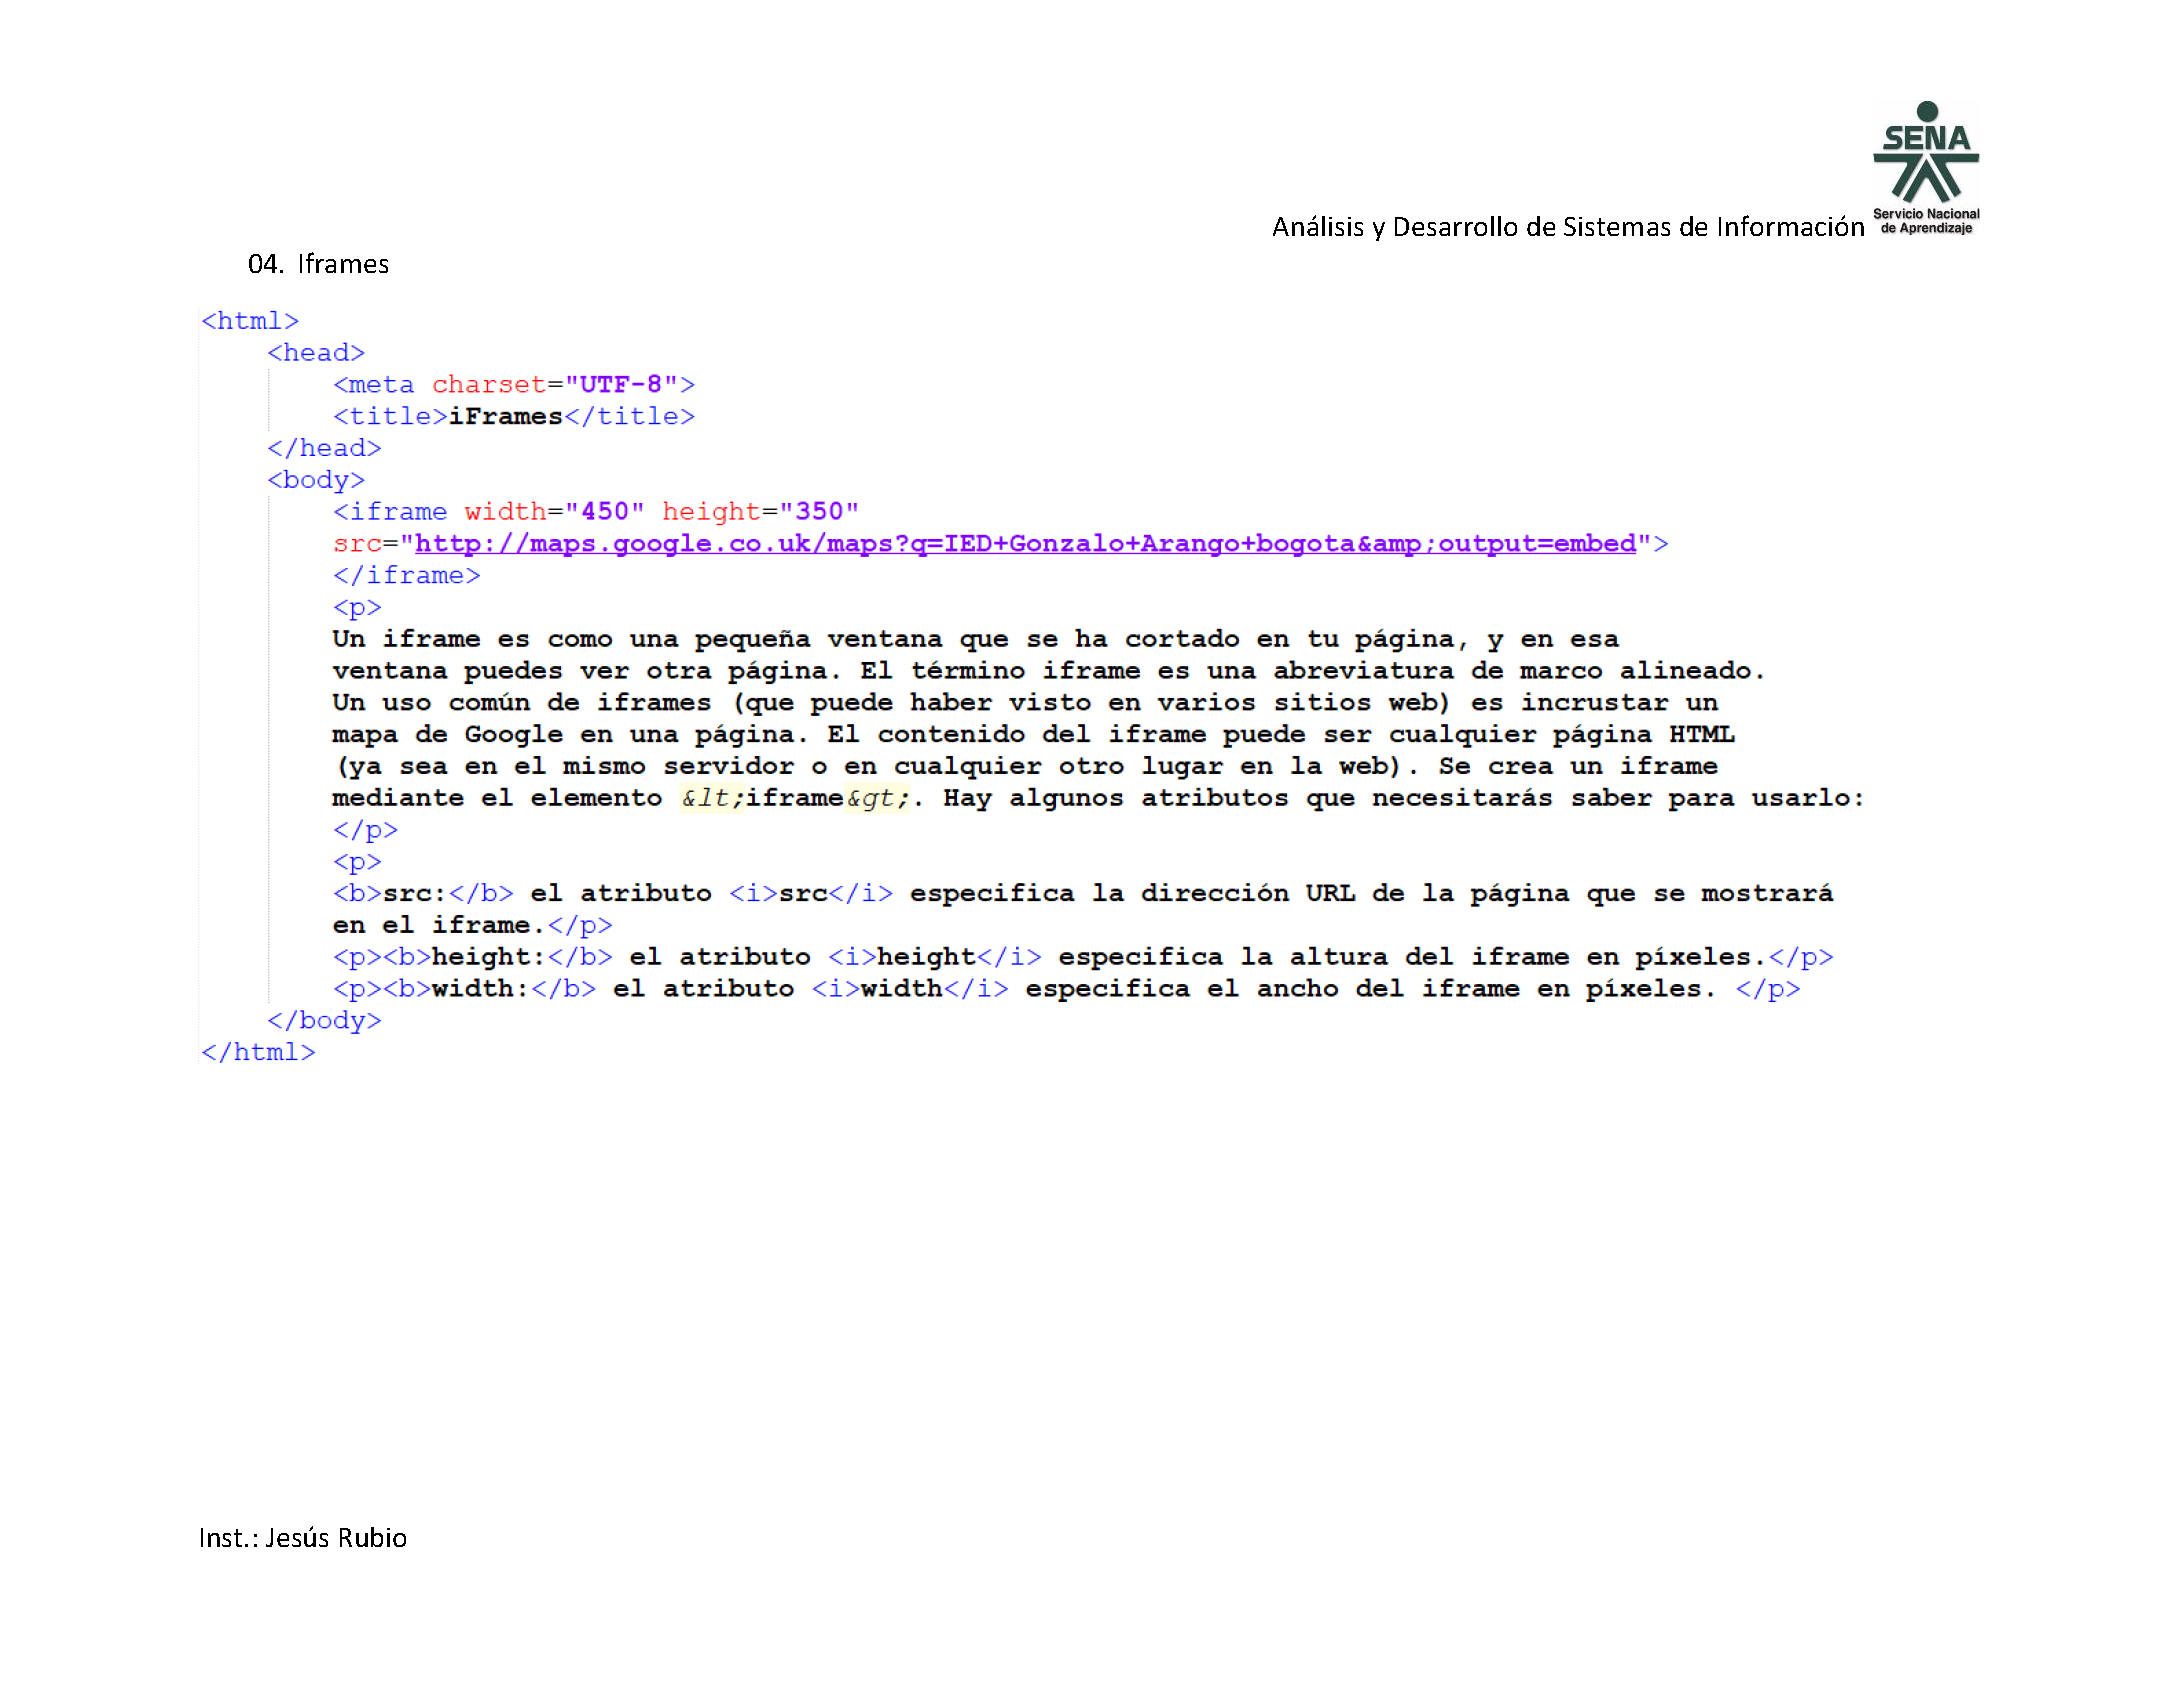 SENA
Servicio Nacional
de Aprendizaje
Análisis y Desarrollo de Sistemas de Información
04. Iframes
<html>
<head>
<meta charset="UTF-8">
<title>iFrames</title>
</head>
<body>
<iframe width="450" height="350"
src="http://maps.google.co.uk/maps?q=IED+Gonzalo+Arango+bogota&amp;output=embed">
</iframe>
<p>
Un iframe es como una pequeña ventana que se ha cortado en tu página, y en esa
ventana puedes ver otra página. El término iframe es una abreviatura de marco alineado.
Un uso común de iframes (que puede haber visto en varios sitios web) es incrustar un
mapa de Google en una página. El contenido del iframe puede ser cualquier página HTML
(ya sea en el mismo servidor o en cualquier otro lugar en la web). Se crea un iframe
mediante el elemento &lt;iframe&gt;. Hay algunos atributos que necesitarás saber para usarlo:
</p>
<p>
<b>src:</b> el atributo <i>src</i> especifica la dirección URL de la página que se mostrará
en el iframe.</p>
<p><b>height:</b> el atributo <i>height</i> especifica la altura del iframe en píxeles.</p>
<p><b>width:</b> el atributo <i>width</i> especifica el ancho del iframe en píxeles. </p>
</body>
</html>
Inst.: Jesús Rubio